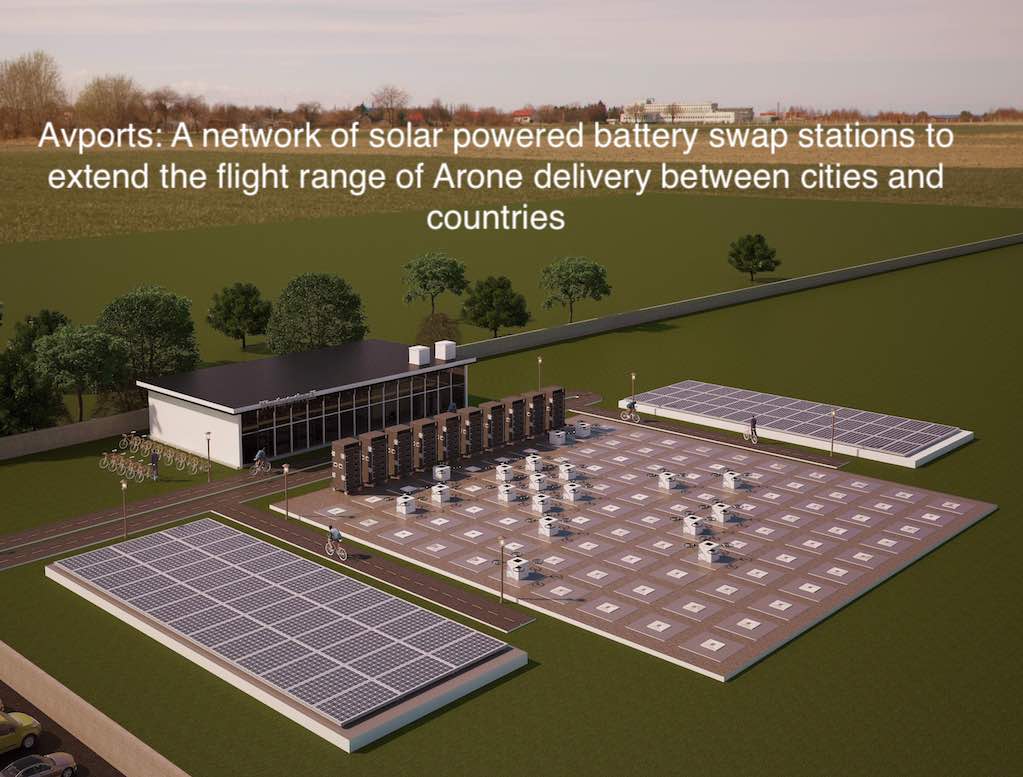 Avports: A network of solar powered battery swap stations to
extend the flight range of Arone delivery between cities and
countries